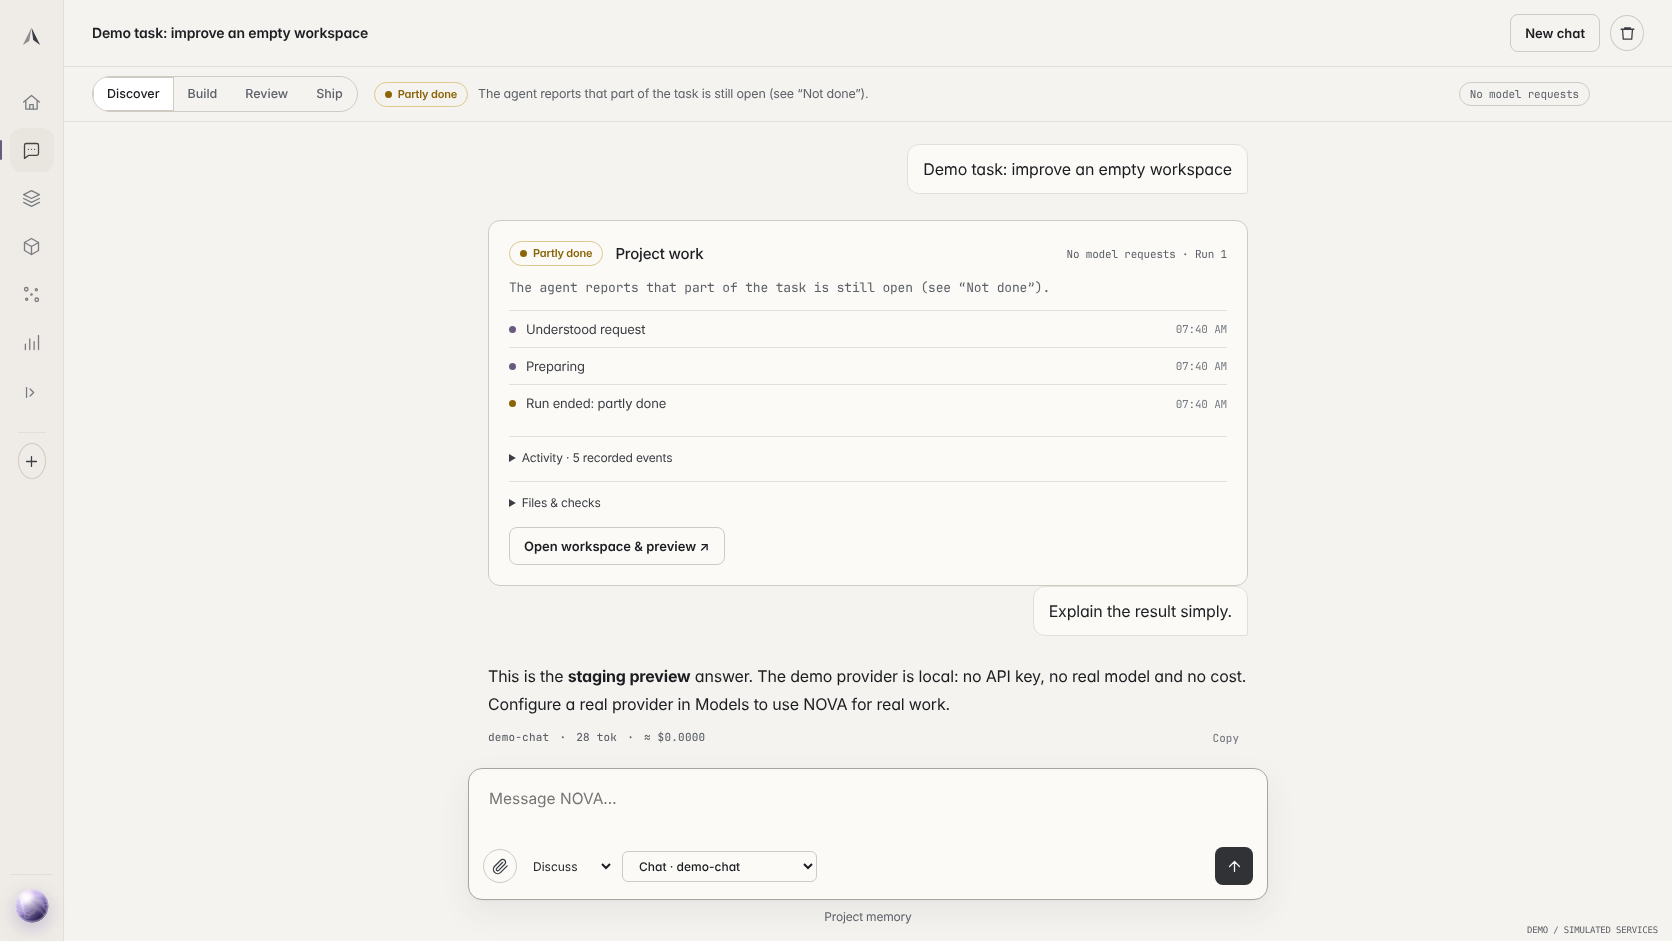 Demo task: improve an empty workspace
New chat
Discover
Build
Review
Ship
Partly done
The agent reports that part of the task is still open (see “Not done”).
No model requests
Demo task: improve an empty workspace
Partly done
Project work
No model requests · Run 1
The agent reports that part of the task is still open (see “Not done”).
Understood request
07:40 AM
Preparing
07:40 AM
Run ended: partly done
07:40 AM
Activity · 5 recorded events
Files & checks
Open workspace & preview ↗
Explain the result simply.
This is the staging preview answer. The demo provider is local: no API key, no real model and no cost.
Configure a real provider in Models to use NOVA for real work.
demo-chat · 28 tok · ≈ $0.0000
Copy
Message NOVA...
Discuss
Chat · demo-chat
Project memory
DEMO / SIMULATED SERVICES